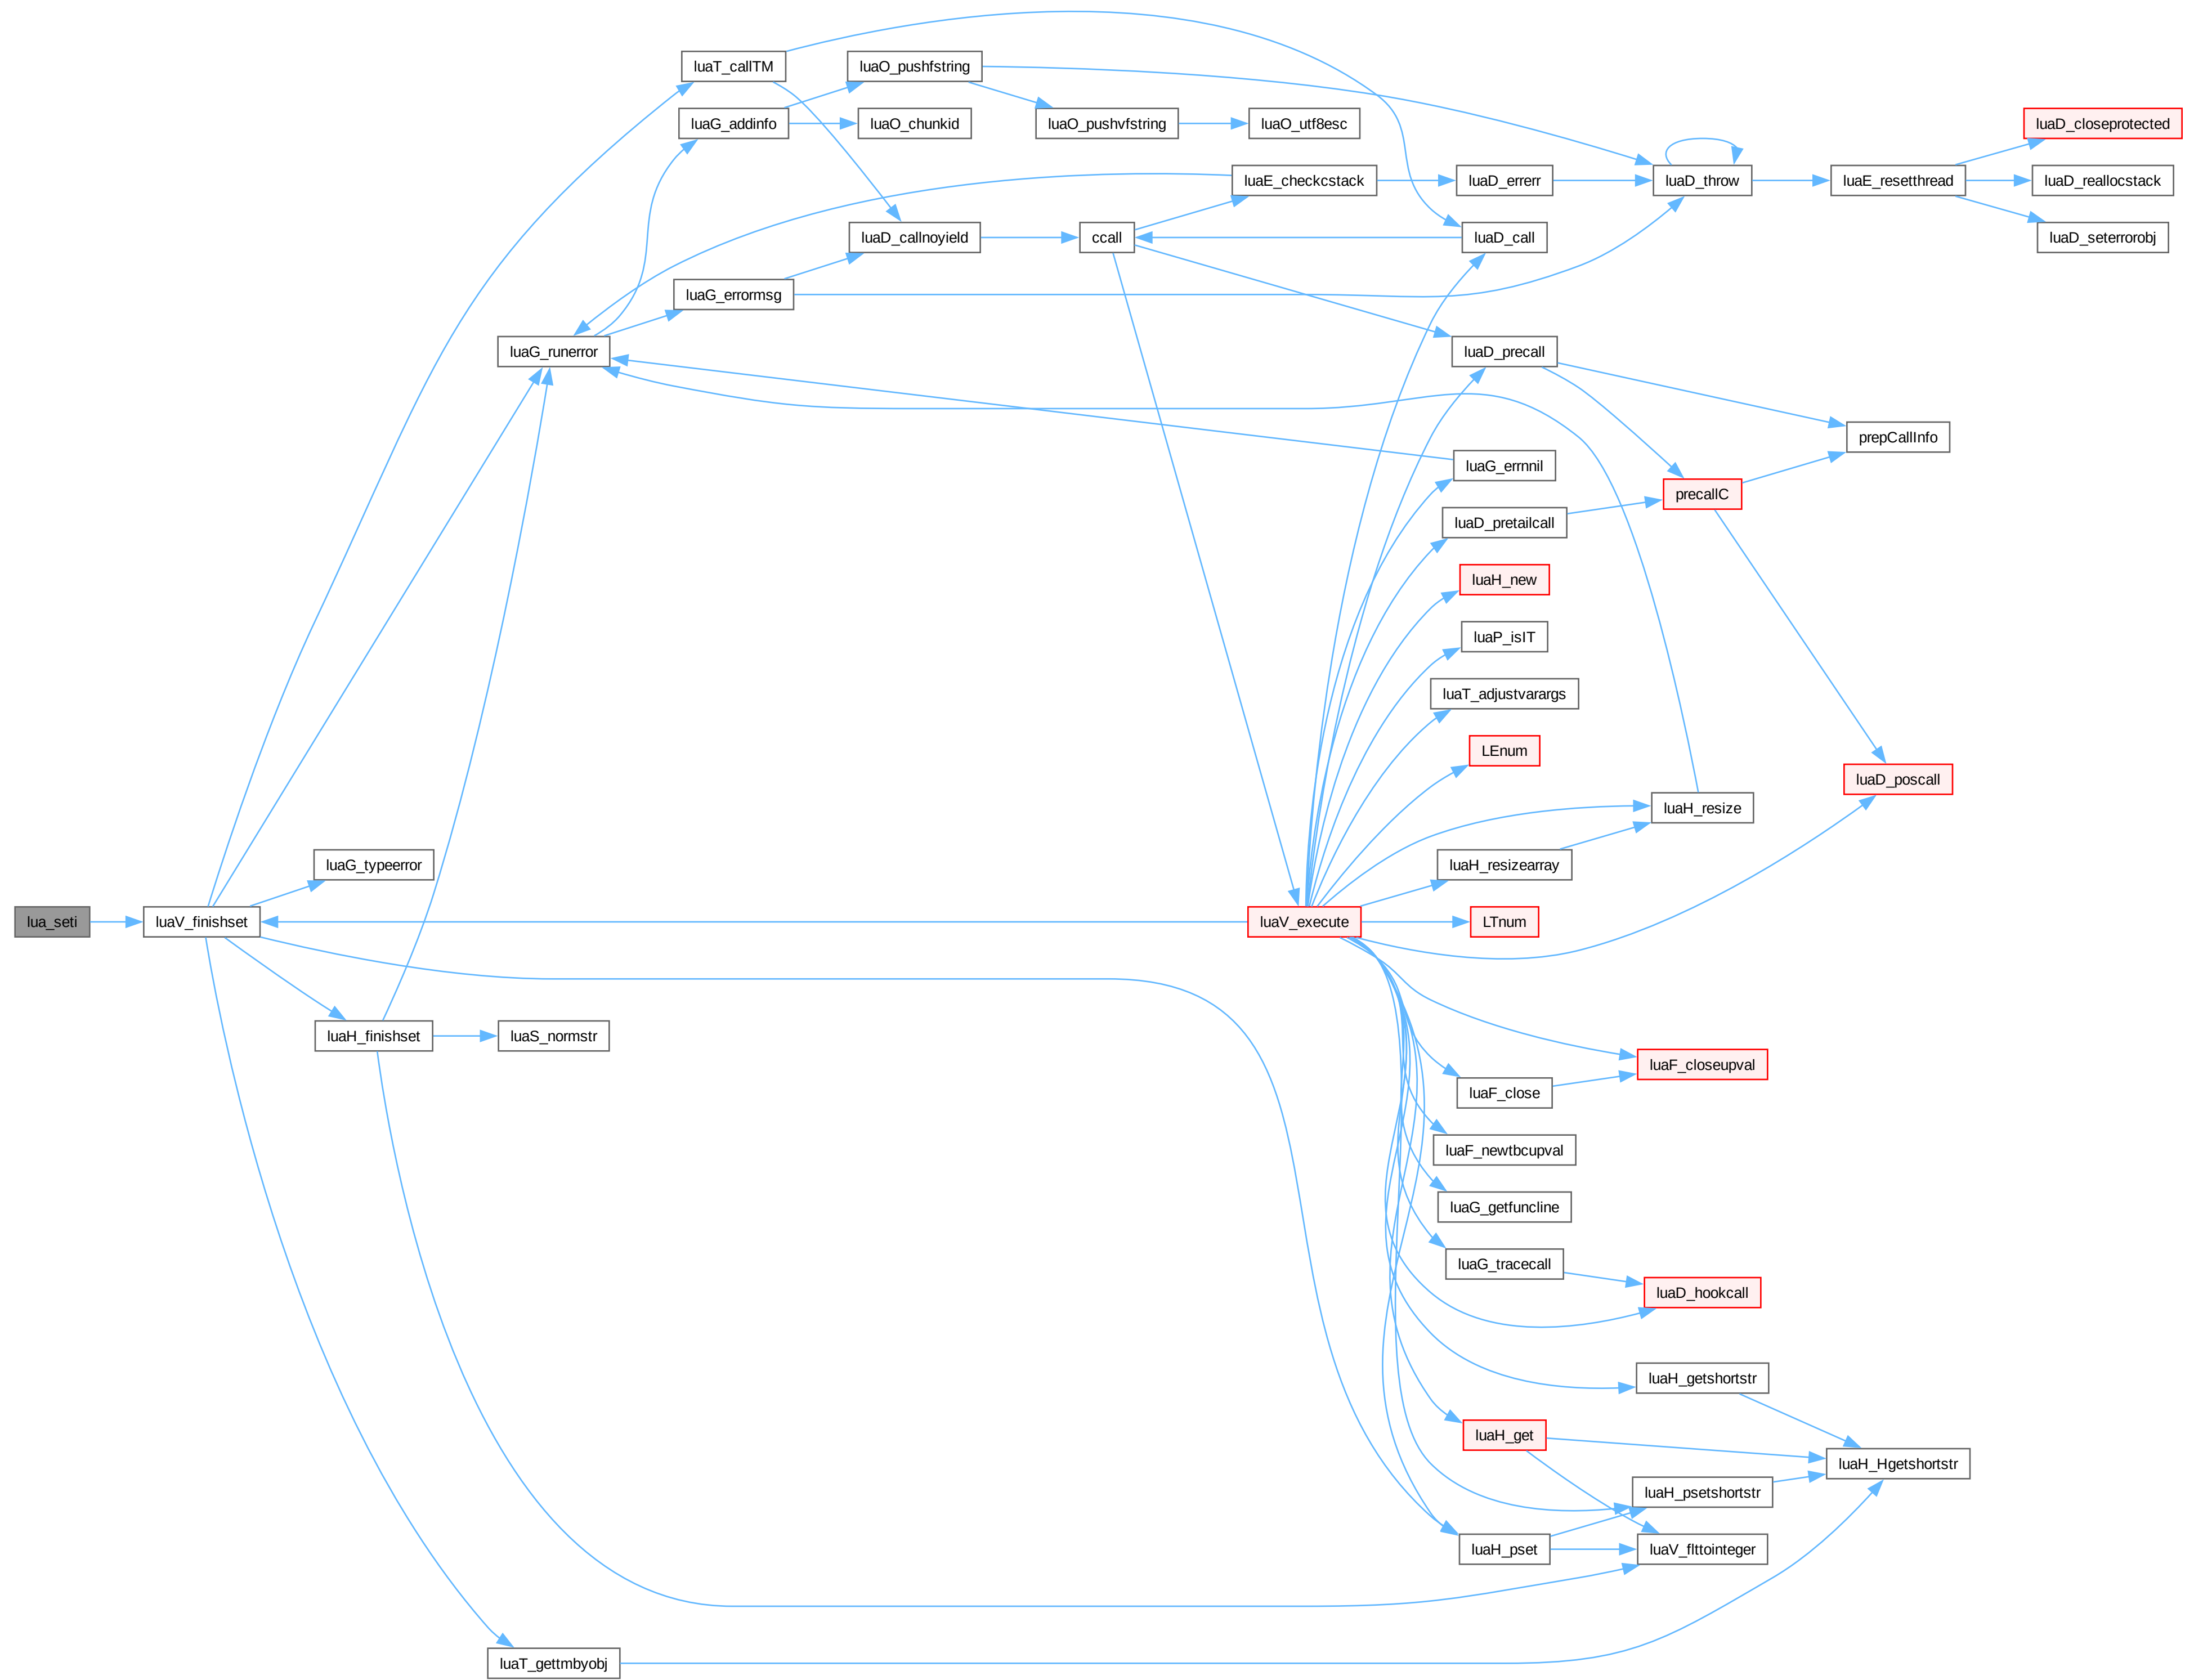 luaT_callTM
luaO_pushfstring
luaG_addinfo
luaO_chunkid
luaO_pushvfstring
luaO_utf8esc
luaD_closeprotected
luaE_checkcstack
luaD_errerr
luaD_throw
luaE_resetthread
luaD_reallocstack
luaD_callnoyield
ccall
luaD_call
luaD_seterrorobj
luaG_errormsg
luaG_runerror
luaD_precall
prepCallInfo
luaG_errnnil
precallC
luaD_pretailcall
luaH_new
luaP_isIT
luaT_adjustvarargs
LEnum
luaD_poscall
luaH_resize
luaG_typeerror
luaH_resizearray
lua_seti
luaV_finishset
luaV_execute
LTnum
luaH_finishset
luaS_normstr
luaF_closeupval
luaF_close
luaF_newtbcupval
luaG_getfuncline
luaG_tracecall
luaD_hookcall
luaH_getshortstr
luaH_get
luaH_Hgetshortstr
luaH_psetshortstr
luaH_pset
luaV_flttointeger
luaT_gettmbyobj